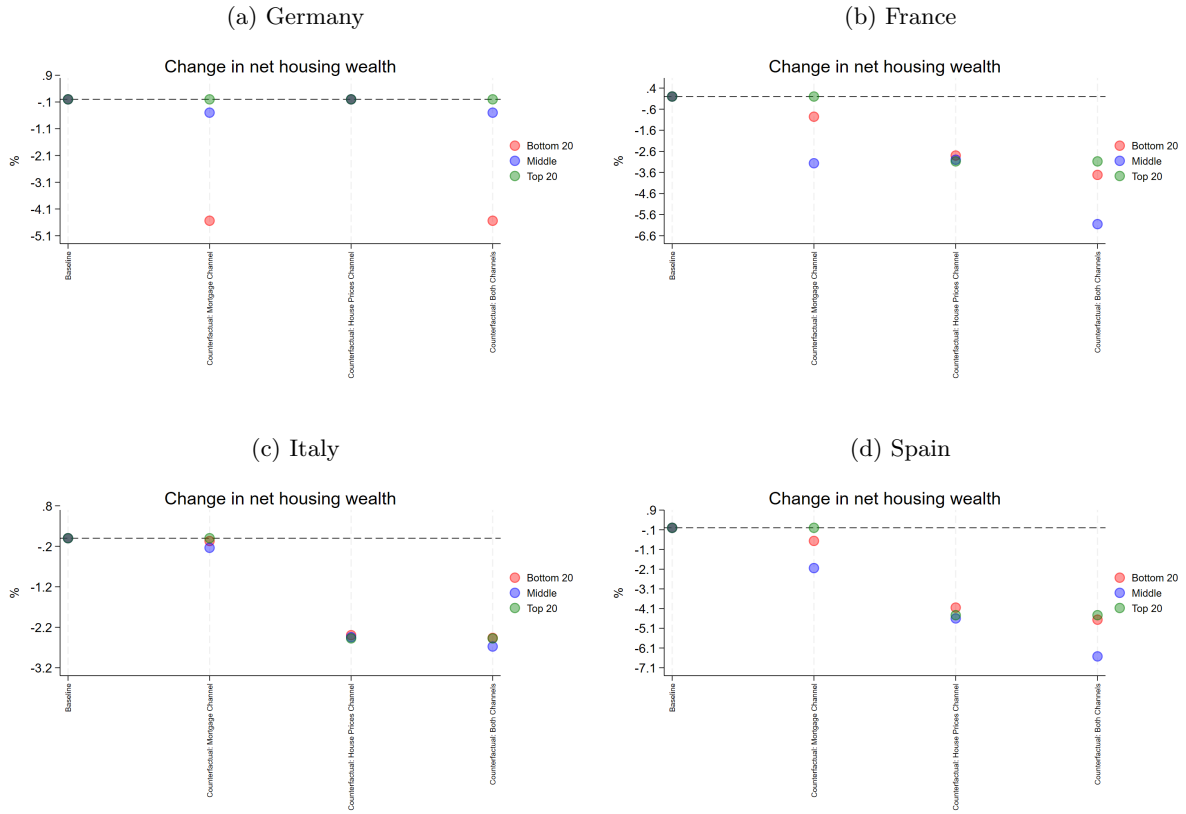 (a) Germany
Change in net housing wealth
%
.9
-.1
-1.1
-2.1
-3.1
-4.1
-5.1
Baseline
Counterfactual: Mortgage Channel
Counterfactual: House Prices Channel
Counterfactual: Both Channels
Bottom 20
Middle
Top 20
(b) France
Change in net housing wealth
%
.4
-.6
-1.6
-2.6
-3.6
-4.6
-5.6
-6.6
Baseline
Counterfactual: Mortgage Channel
Counterfactual: House Prices Channel
Counterfactual: Both Channels
Bottom 20
Middle
Top 20
(c) Italy
Change in net housing wealth
%
.8
-.2
-1.2
-2.2
-3.2
Baseline
Counterfactual: Mortgage Channel
Counterfactual: House Prices Channel
Counterfactual: Both Channels
Bottom 20
Middle
Top 20
(d) Spain
Change in net housing wealth
%
.9
-.1
-1.1
-2.1
-3.1
-4.1
-5.1
-6.1
-7.1
Baseline
Counterfactual: Mortgage Channel
Counterfactual: House Prices Channel
Counterfactual: Both Channels
Bottom 20
Middle
Top 20